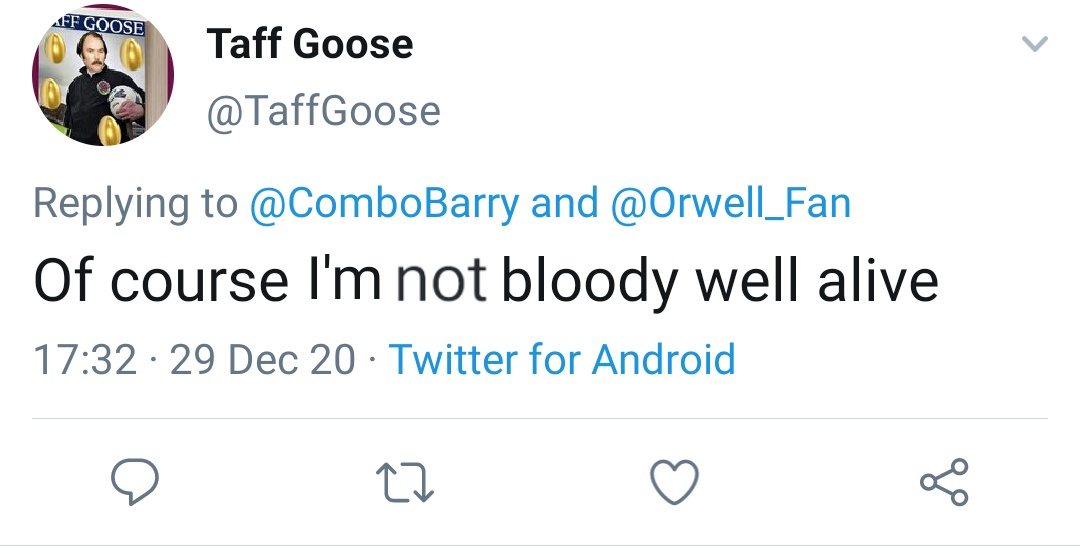 FF GOOSE
Taff Goose
@TaffGoose
Replying to @ComboBarry and @Orwell_Fan
Of course I'm not bloody well alive
17:32 · 29 Dec 20 · Twitter for Android